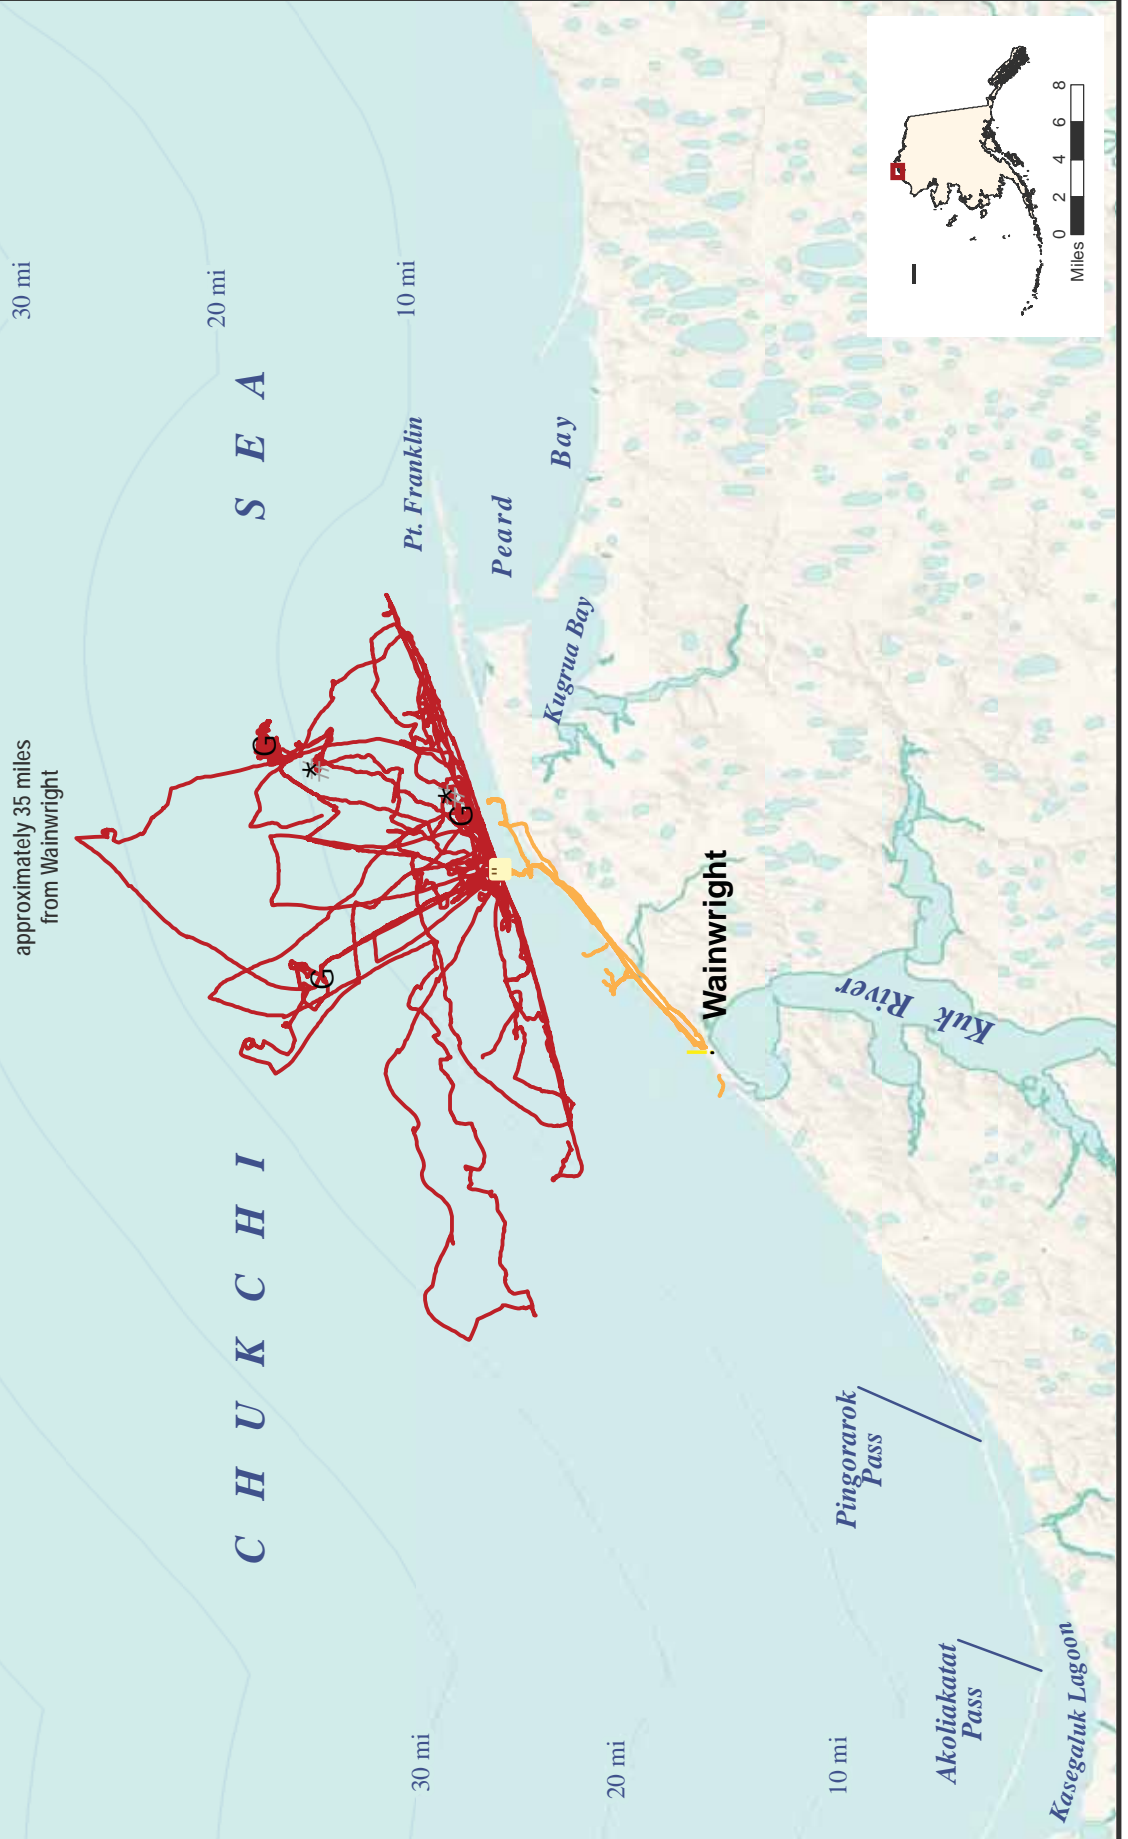 approximately 35 miles
from Wainwright
30 mi
20 mi
10 mi
CHUKCHI SEA
Pt. Franklin
Peard
Bay
Kugrua Bay
G
*
G
*
G
Wainwright
Kuk River
Pingorarok
Pass
Akoliakatat
Pass
Kasegaluk Lagoon
30 mi
20 mi
10 mi
0 2 4 6 8
Miles